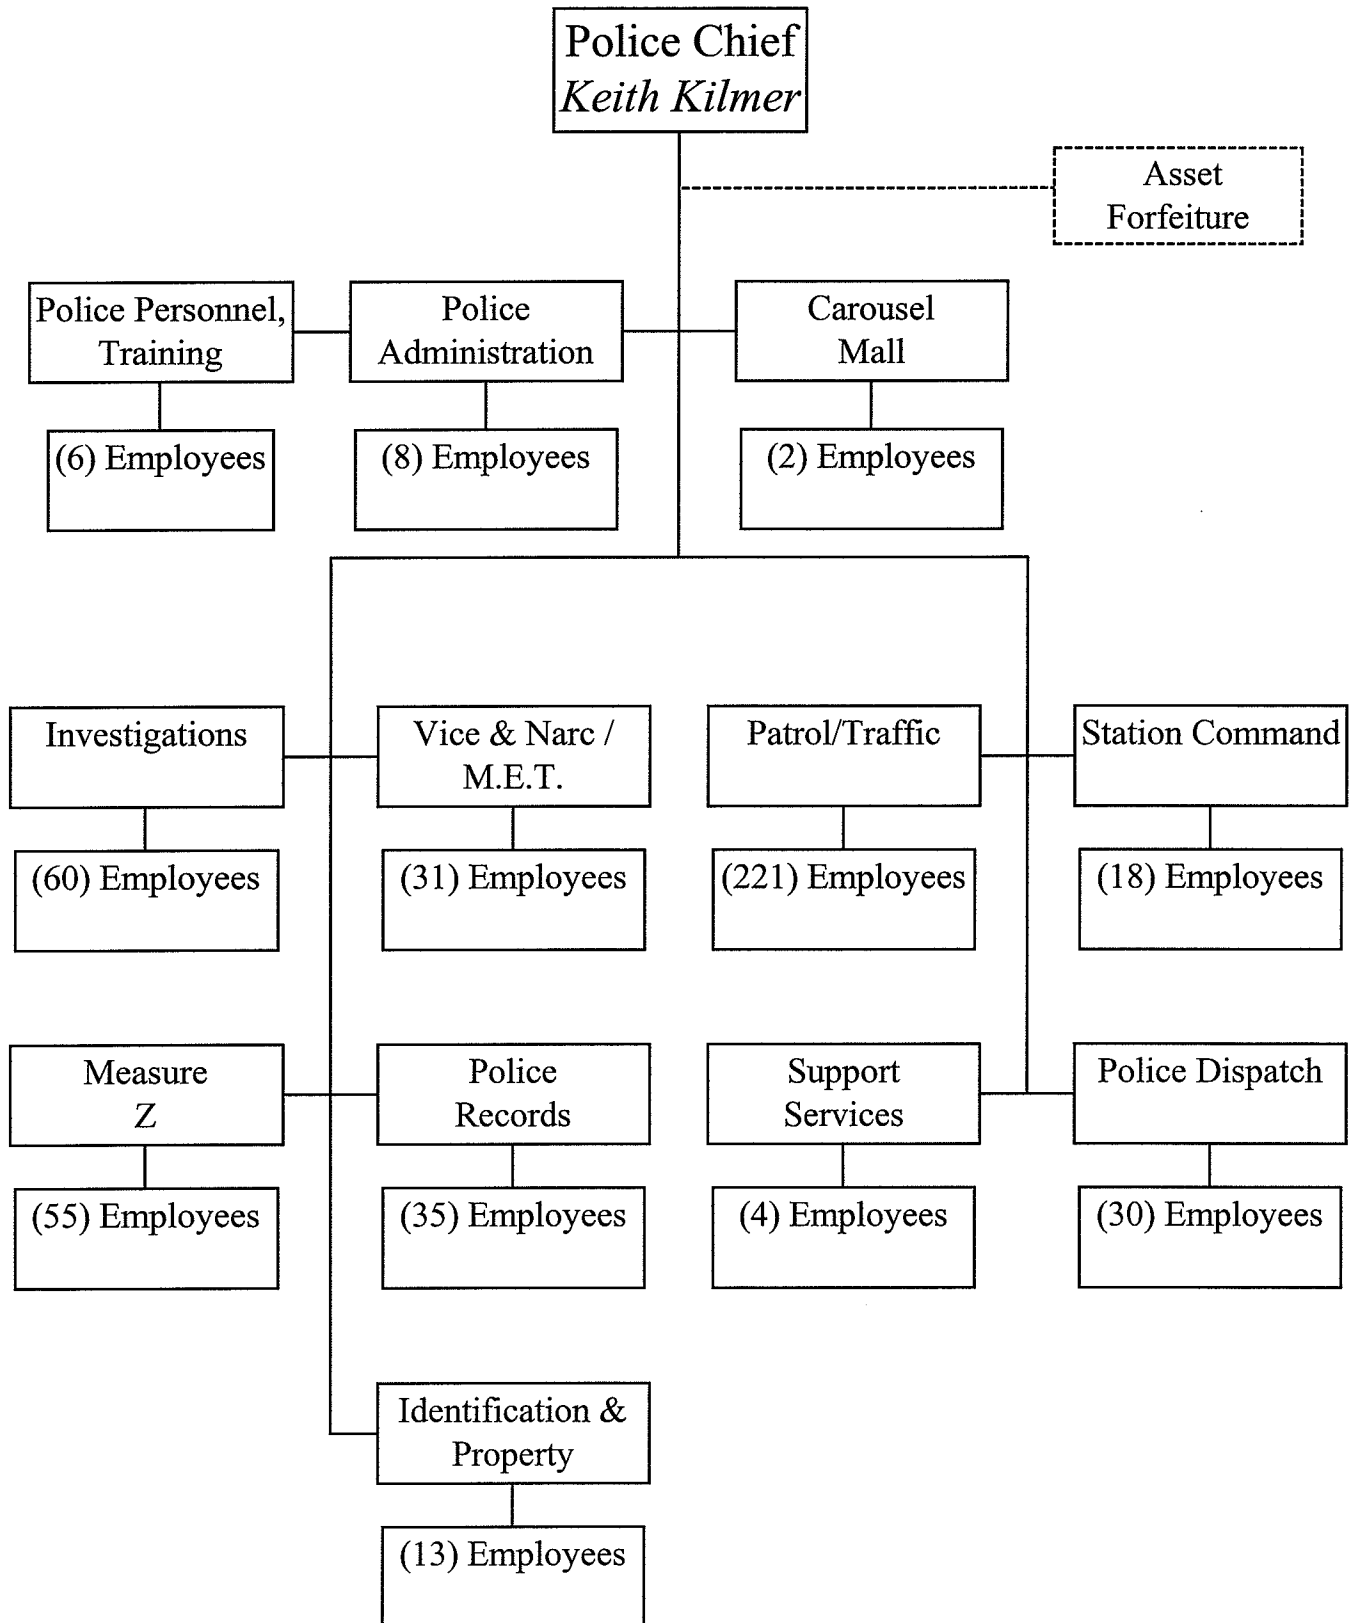 Police Chief
Keith Kilmer
Asset
Forfeiture
Police Personnel,
Training
Police
Administration
Carousel
Mall
(6) Employees
(8) Employees
(2) Employees
Investigations
Vice & Narc /
M.E.T.
Patrol/Traffic
Station Command
(60) Employees
(31) Employees
(221) Employees
(18) Employees
Measure
Z
Police
Records
Support
Services
Police Dispatch
(55) Employees
(35) Employees
(4) Employees
(30) Employees
Identification &
Property
(13) Employees